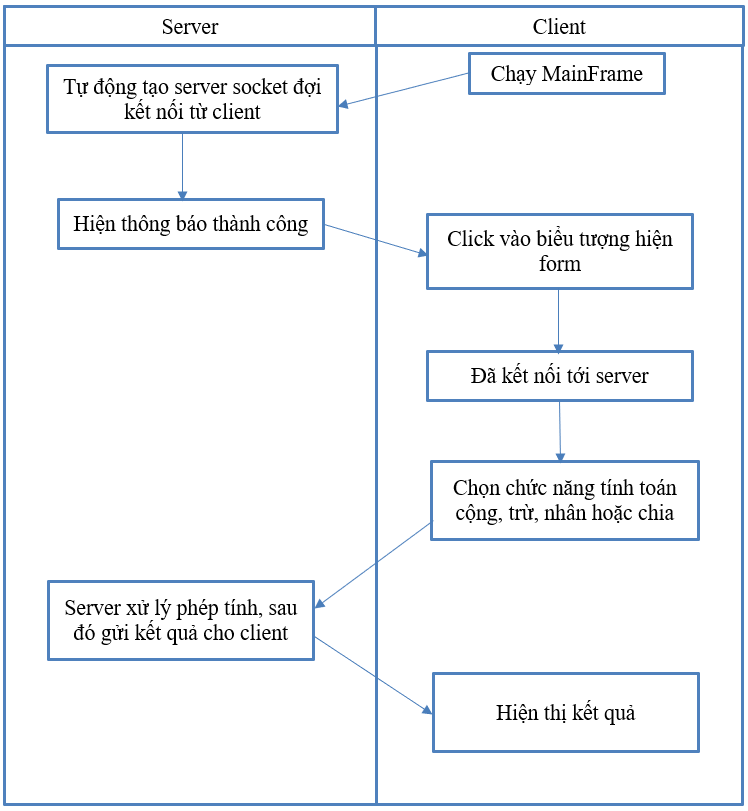 Server
Client
Chạy MainFrame
Tự động tạo server socket đợi
kết nối từ client
Hiện thông báo thành công
Click vào biểu tượng hiện
form
Đã kết nối tới server
Chọn chức năng tính toán
cộng, trừ, nhân hoặc chia
Server xử lý phép tính, sau
đó gửi kết quả cho client
Hiện thị kết quả